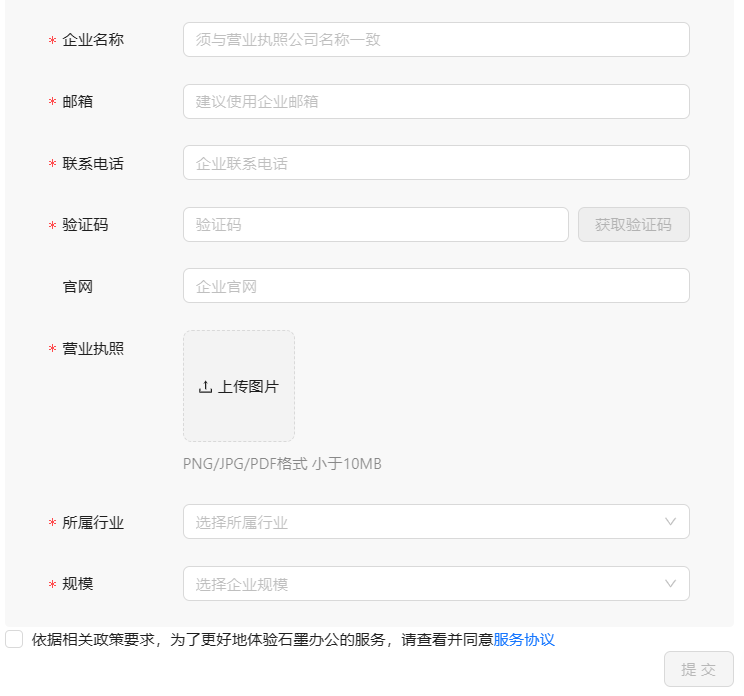 * 企业名称 须与营业执照公司名称一致
* 邮箱 建议使用企业邮箱
* 联系电话 企业联系电话
* 验证码 验证码 获取验证码
官网 企业官网
* 营业执照
上传图片
PNG/JPG/PDF格式 小于10MB
* 所属行业 选择所属行业
* 规模 选择企业规模
依据相关政策要求，为了更好地体验石墨办公的服务，请查看并同意服务协议
提 交